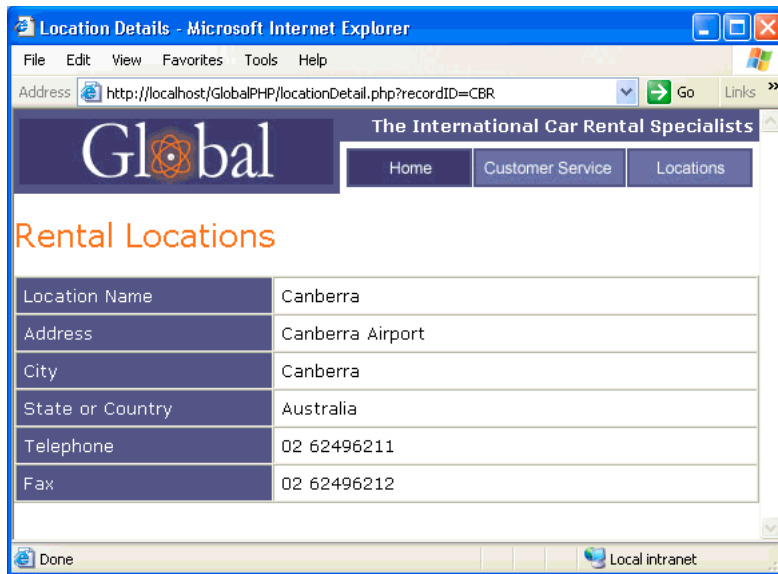 Location Details - Microsoft Internet Explorer
File Edit View Favorites Tools Help
Address http://localhost/GlobalPHP/locationDetail.php?recordID=CBR Go Links »
Global
The International Car Rental Specialists
Home Customer Service Locations
Rental Locations
Location Name Canberra
Address Canberra Airport
City Canberra
State or Country Australia
Telephone 02 62496211
Fax 02 62496212
Done Local intranet